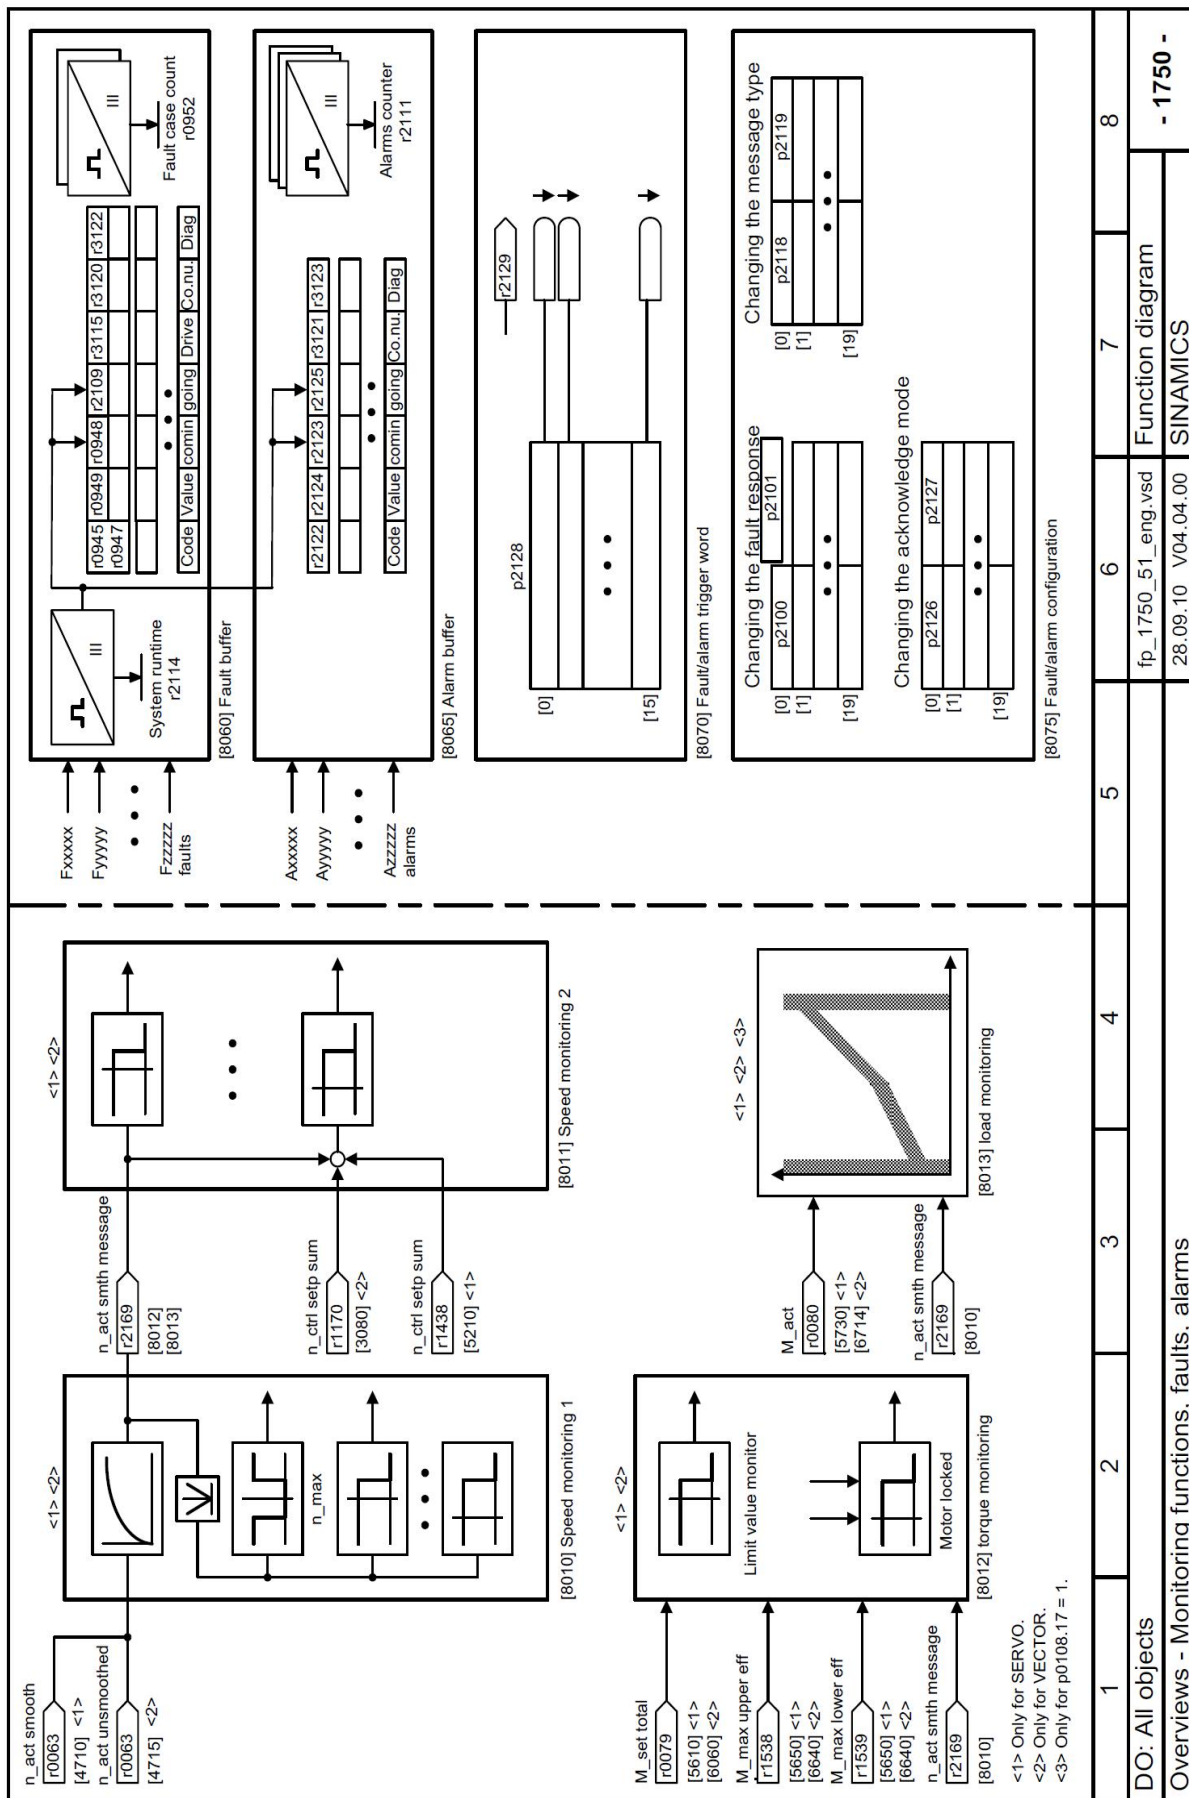 n_act smooth
r0063
[4710] <1>
n_act unsmoothed
r0063
[4715] <2>
<1> <2>
n_max
[8010] Speed monitoring 1
n_act smth message
r2169
[8012]
[8013]
n_ctrl setp sum
r1170
[3080] <2>
n_ctrl setp sum
r1438
[5210] <1>
<1> <2>
[8011] Speed monitoring 2
M_set total
r0079
[5610] <1>
[6060] <2>
M_max upper eff
r1538
[5650] <1>
[6640] <2>
M_max lower eff
r1539
[5650] <1>
[6640] <2>
n_act smth message
r2169
[8010]
<1> <2>
Limit value monitor
Motor locked
[8012] torque monitoring
M_act
r0080
[5730] <1>
[6714] <2>
n_act smth message
r2169
[8010]
<1> <2> <3>
[8013] load monitoring
<1> Only for SERVO.
<2> Only for VECTOR.
<3> Only for p0108.17 = 1.
Fxxxxx
Fyyyyy
Fzzzzz
faults
System runtime
r2114
r0945 r0949 r0948 r2109 r3115 r3120 r3122
r0947
Code Value comin going Drive Co.nu. Diag
Fault case count
r0952
[8060] Fault buffer
Axxxxx
Ayyyyy
Azzzzz
alarms
r2122 r2124 r2123 r2125 r3121 r3123
Code Value comin going Co.nu. Diag
Alarms counter
r2111
[8065] Alarm buffer
p2128
[0]
[15]
r2129
[8070] Fault/alarm trigger word
Changing the fault response
p2100 p2101
[0]
[1]
[19]
Changing the message type
p2118 p2119
[0]
[1]
[19]
Changing the acknowledge mode
p2126 p2127
[0]
[1]
[19]
[8075] Fault/alarm configuration
1 2 3 4 5 6 7 8
DO: All objects
fp_1750_51_eng.vsd
Function diagram
- 1750 -
Overviews - Monitoring functions, faults, alarms
28.09.10 V04.04.00
SINAMICS